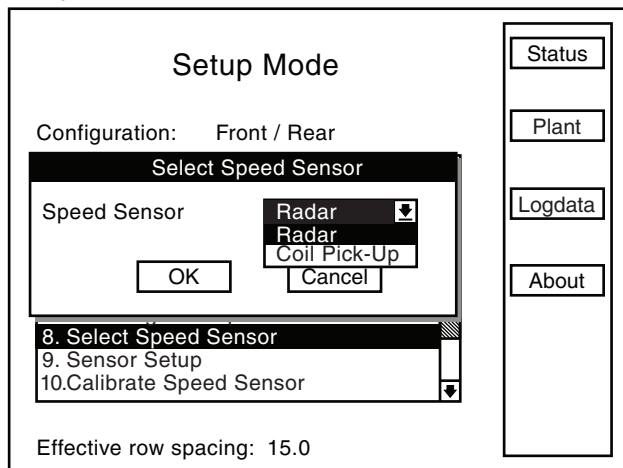 Setup Mode
Configuration: Front / Rear
Select Speed Sensor
Speed Sensor Radar
Radar
Coil Pick-Up
OK Cancel
8. Select Speed Sensor
9. Sensor Setup
10.Calibrate Speed Sensor
Effective row spacing: 15.0
Status
Plant
Logdata
About